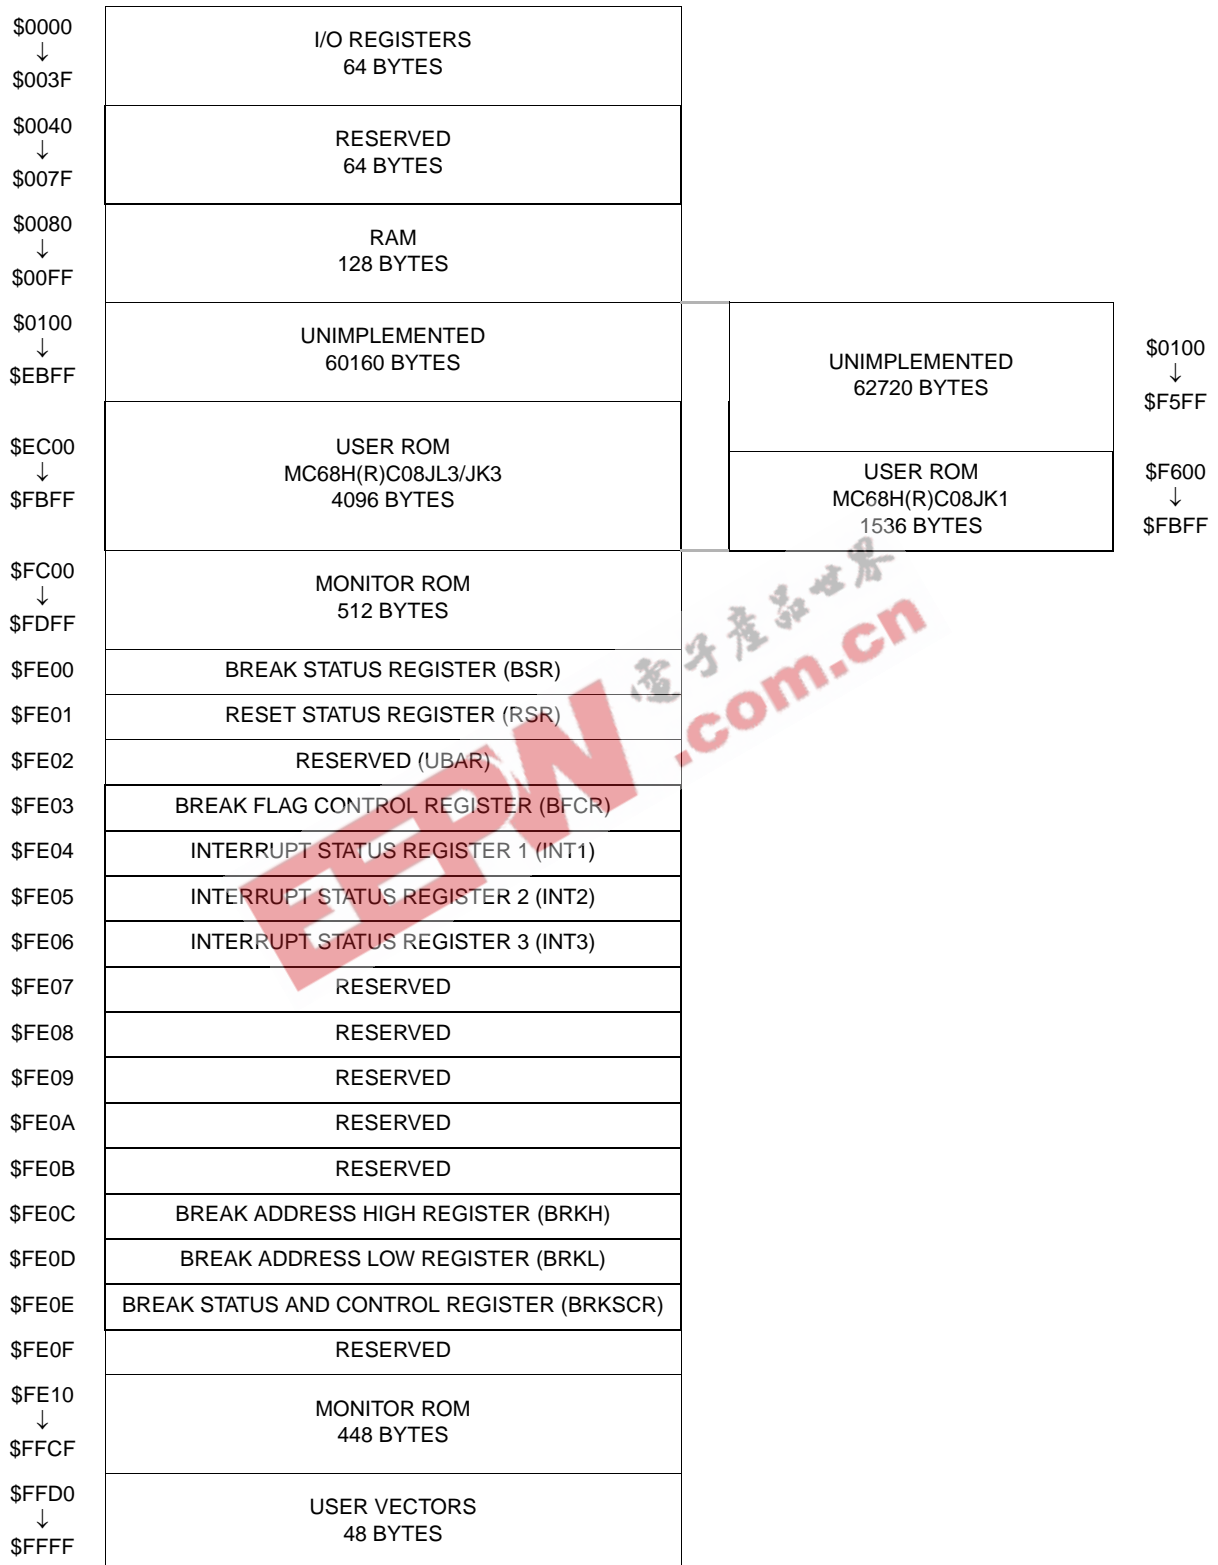 $0000
↓
$003F
I/O REGISTERS
64 BYTES
$0040
↓
$007F
RESERVED
64 BYTES
$0080
↓
$00FF
RAM
128 BYTES
$0100
↓
$EBFF
UNIMPLEMENTED
60160 BYTES
UNIMPLEMENTED
62720 BYTES
$0100
↓
$F5FF
$EC00
↓
$FBFF
USER ROM
MC68H(R)C08JL3/JK3
4096 BYTES
USER ROM
MC68H(R)C08JK1
1536 BYTES
$F600
↓
$FBFF
$FC00
↓
$FDFF
MONITOR ROM
512 BYTES
$FE00 BREAK STATUS REGISTER (BSR)
$FE01 RESET STATUS REGISTER (RSR)
$FE02 RESERVED (UBAR)
$FE03 BREAK FLAG CONTROL REGISTER (BFCR)
$FE04 INTERRUPT STATUS REGISTER 1 (INT1)
$FE05 INTERRUPT STATUS REGISTER 2 (INT2)
$FE06 INTERRUPT STATUS REGISTER 3 (INT3)
$FE07 RESERVED
$FE08 RESERVED
$FE09 RESERVED
$FE0A RESERVED
$FE0B RESERVED
$FE0C BREAK ADDRESS HIGH REGISTER (BRKH)
$FE0D BREAK ADDRESS LOW REGISTER (BRKL)
$FE0E BREAK STATUS AND CONTROL REGISTER (BRKSCR)
$FE0F RESERVED
$FE10
↓
$FFCF
MONITOR ROM
448 BYTES
$FFD0
↓
$FFFF
USER VECTORS
48 BYTES
EEPW .com.cn
電子產品世界